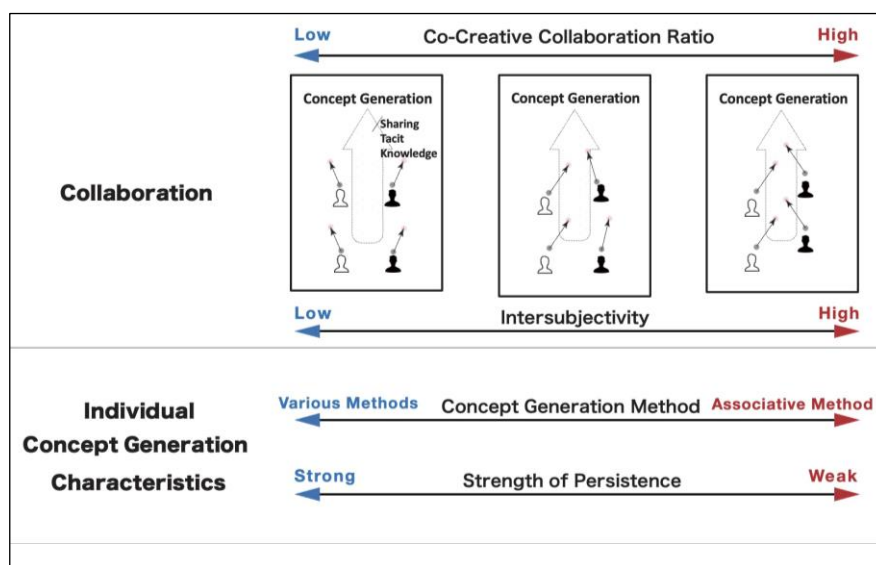 Low Co-Creative Collaboration Ratio High
Concept Generation Concept Generation Concept Generation
Sharing
Tacit
Knowledge
Collaboration
Low Intersubjectivity High
Individual
Concept Generation
Characteristics
Various Methods Concept Generation Method Associative Method
Strong Strength of Persistence Weak